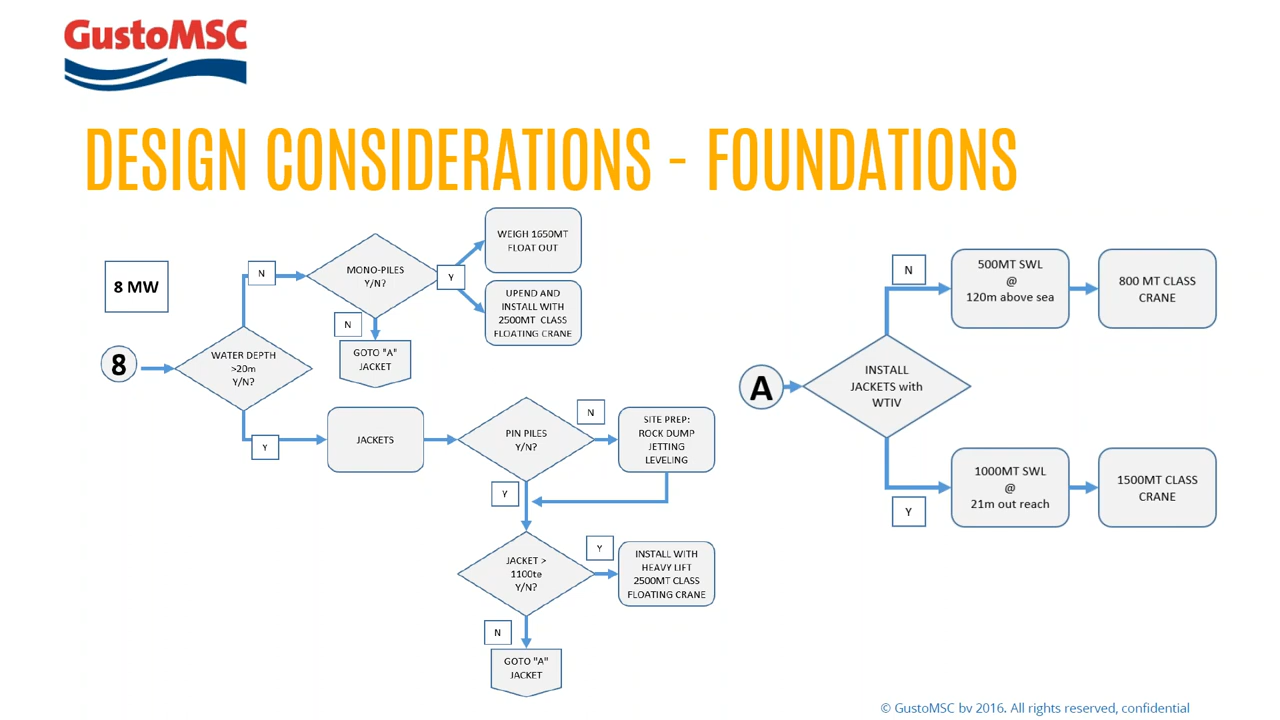 GustoMSC
DESIGN CONSIDERATIONS - FOUNDATIONS
8 MW
8
WATER DEPTH
>20m
Y/N?
N
MONO-PILES
Y/N?
Y
WEIGH 1650MT
FLOAT OUT
UPEND AND
INSTALL WITH
2500MT CLASS
FLOATING CRANE
N
GOTO "A"
JACKET
Y
JACKETS
PIN PILES
Y/N?
N
SITE PREP:
ROCK DUMP
JETTING
LEVELING
Y
JACKET >
1100te
Y/N?
Y
INSTALL WITH
HEAVY LIFT
2500MT CLASS
FLOATING CRANE
N
GOTO "A"
JACKET
A
INSTALL
JACKETS with
WTIV
N
500MT SWL
@
120m above sea
800 MT CLASS
CRANE
Y
1000MT SWL
@
21m out reach
1500MT CLASS
CRANE
© GustoMSC bv 2016. All rights reserved, confidential